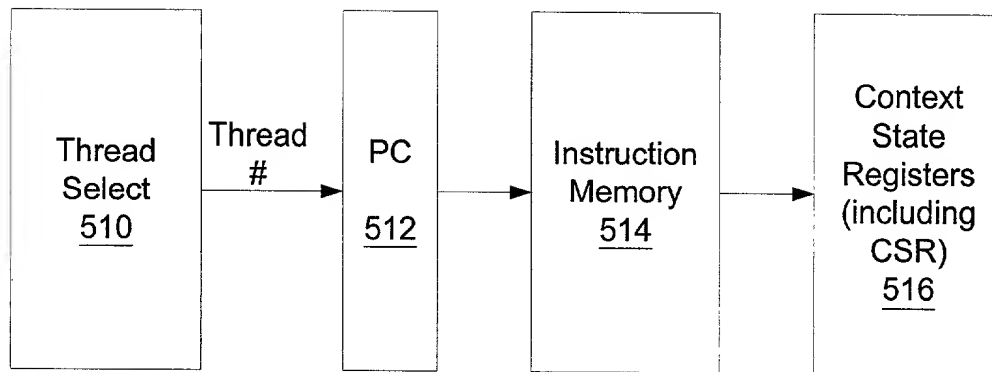 Thread
Select
510
Thread
#
PC
512
Instruction
Memory
514
Context
State
Registers
(including
CSR)
516